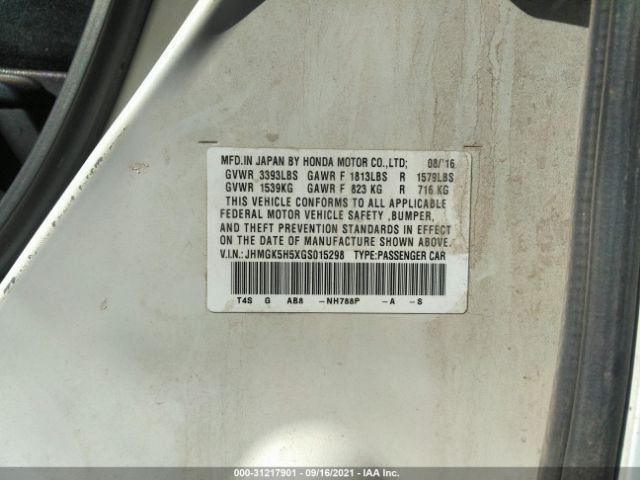 MFD.IN JAPAN BY HONDA MOTOR CO.,LTD; 08/'16
GVWR 3393LBS GAWR F 1813LBS R 1579LBS
GVWR 1539KG GAWR F 823 KG R 716 KG
THIS VEHICLE CONFORMS TO ALL APPLICABLE
FEDERAL MOTOR VEHICLE SAFETY ,BUMPER,
AND THEFT PREVENTION STANDARDS IN EFFECT
ON THE DATE OF MANUFACTURE SHOWN ABOVE.
V.I.N.: JHMGK5H5XGS015298 TYPE:PASSENGER CAR
T4S G AB8 -NH788P -A -S
000-31217901 - 09/16/2021 - IAA Inc.